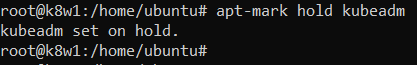 root@k8w1:/home/ubuntu# apt-mark hold kubeadm
kubeadm set on hold.
root@k8w1:/home/ubuntu#